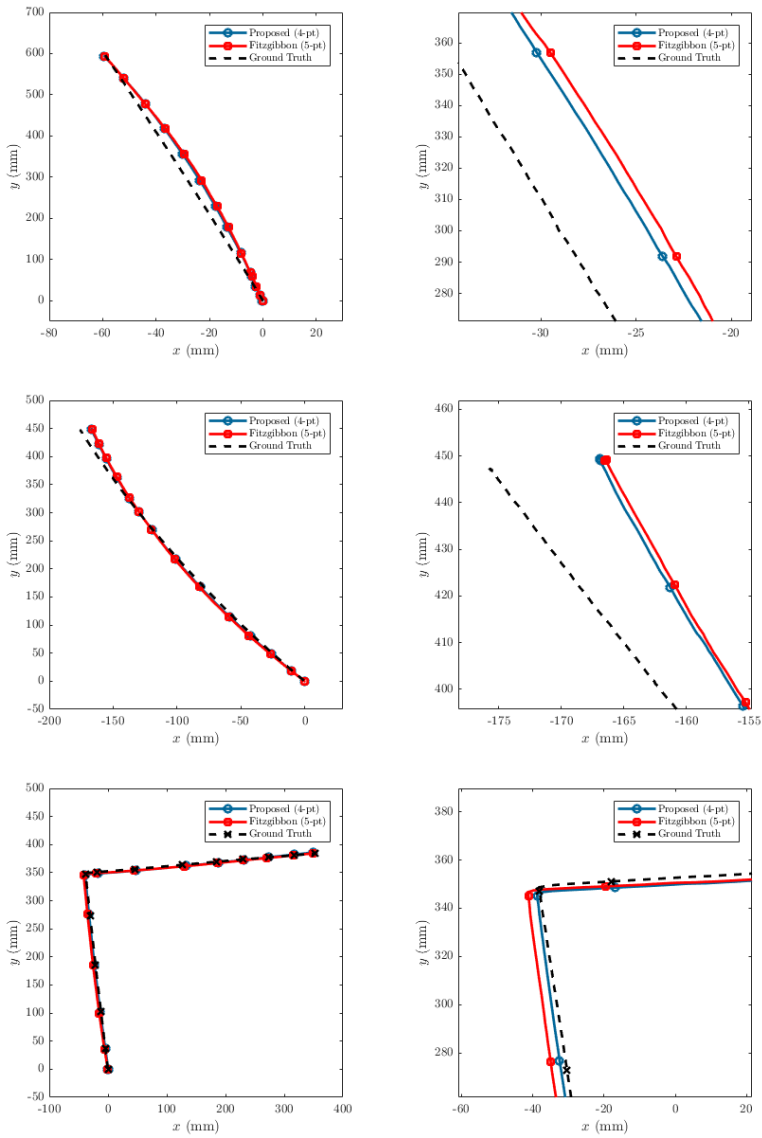 700
600
500
400
300
200
100
0
-80 -60 -40 -20 0 20
x (mm)
y (mm)
Proposed (4-pt)
Fitzgibbon (5-pt)
Ground Truth
360
350
340
330
320
310
300
290
280
-30 -25 -20
x (mm)
y (mm)
Proposed (4-pt)
Fitzgibbon (5-pt)
Ground Truth
500
450
400
350
300
250
200
150
100
50
0
-50
-200 -150 -100 -50 0
x (mm)
y (mm)
Proposed (4-pt)
Fitzgibbon (5-pt)
Ground Truth
460
450
440
430
420
410
400
-175 -170 -165 -160 -155
x (mm)
y (mm)
Proposed (4-pt)
Fitzgibbon (5-pt)
Ground Truth
500
450
400
350
300
250
200
150
100
50
0
-50
-100 0 100 200 300 400
x (mm)
y (mm)
Proposed (4-pt)
Fitzgibbon (5-pt)
Ground Truth
380
360
340
320
300
280
-60 -40 -20 0 20
x (mm)
y (mm)
Proposed (4-pt)
Fitzgibbon (5-pt)
Ground Truth